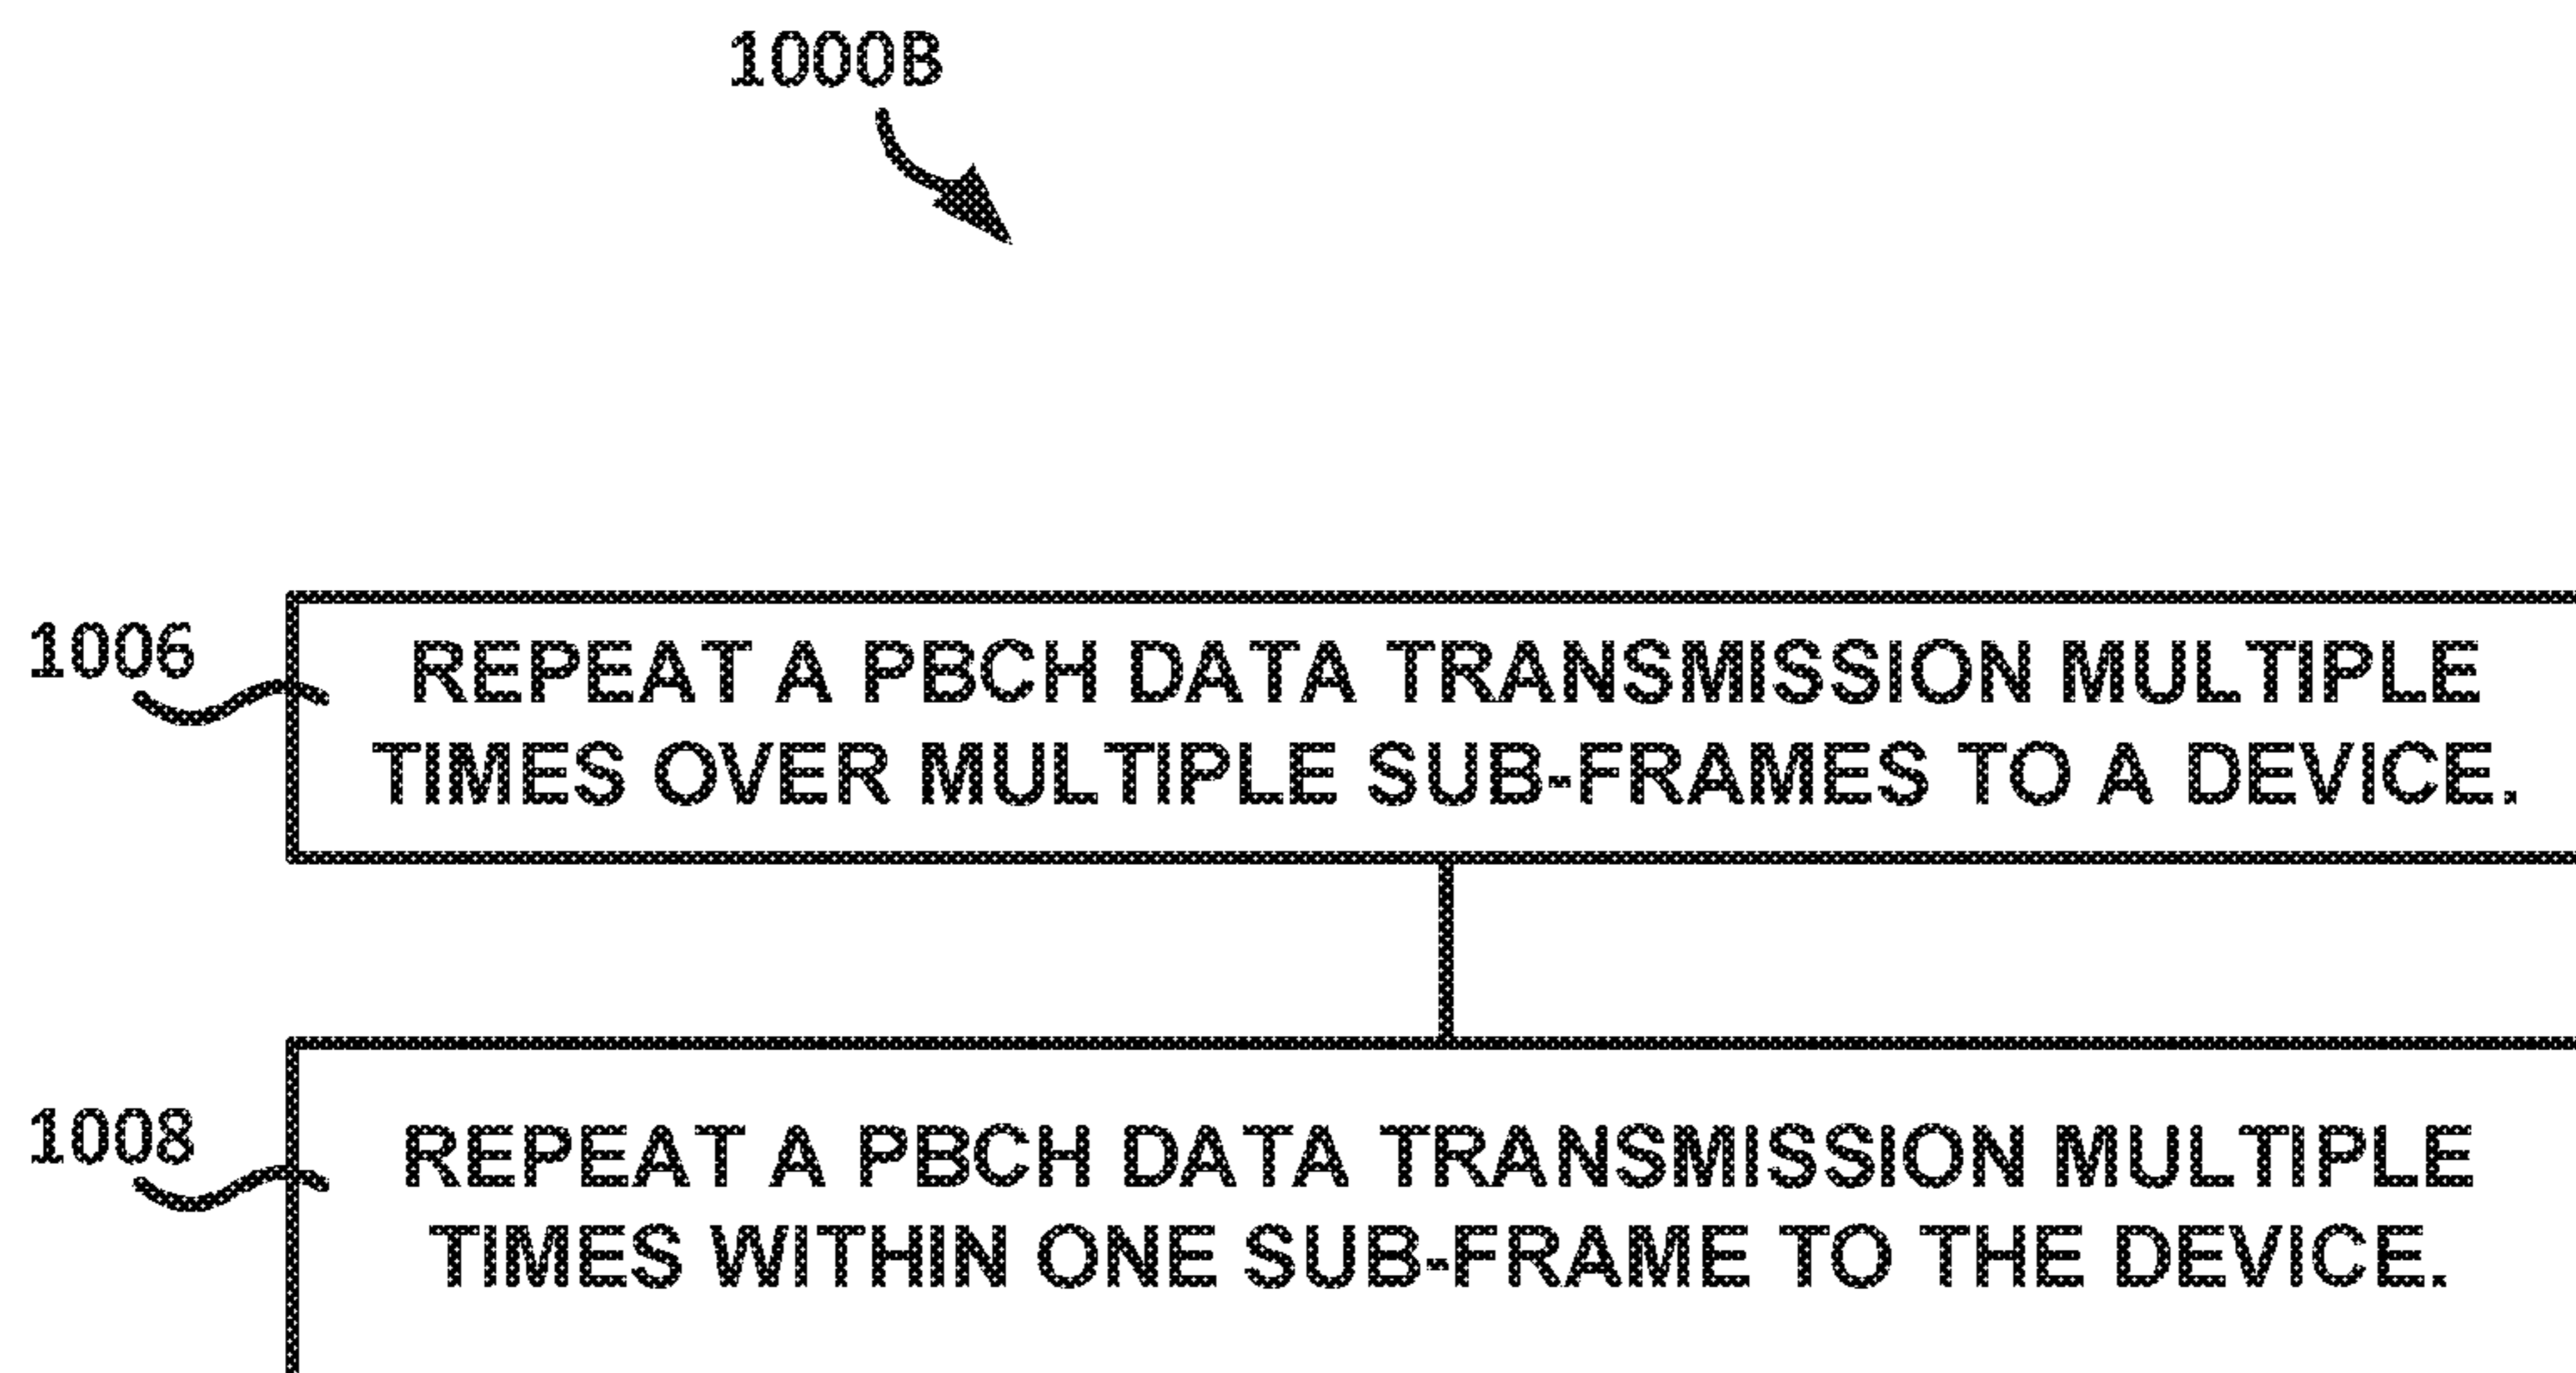 1000B
1006
REPEAT A PBCH DATA TRANSMISSION MULTIPLE
TIMES OVER MULTIPLE SUB-FRAMES TO A DEVICE.
1008
REPEAT A PBCH DATA TRANSMISSION MULTIPLE
TIMES WITHIN ONE SUB-FRAME TO THE DEVICE.